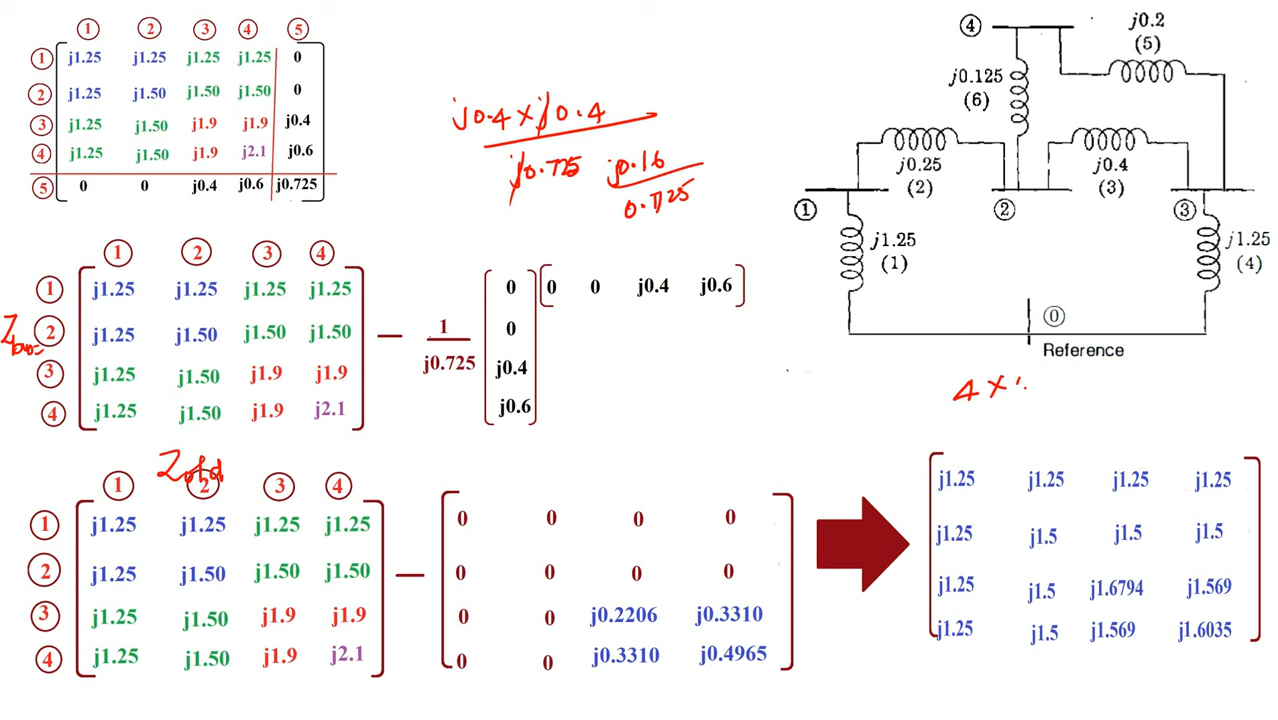 ① ② ③ ④ ⑤
① j1.25 j1.25 j1.25 j1.25 0
② j1.25 j1.50 j1.50 j1.50 0
③ j1.25 j1.50 j1.9 j1.9 j0.4
④ j1.25 j1.50 j1.9 j2.1 j0.6
⑤ 0 0 j0.4 j0.6 j0.725
j0.4 × j0.4
j0.725
j0.16
0.725
④
j0.2
(5)
j0.125
(6)
j0.25
(2)
j0.4
(3)
①
②
③
j1.25
(1)
j1.25
(4)
⓪
Reference
4 ×
① ② ③ ④
① j1.25 j1.25 j1.25 j1.25
Zbus= ② j1.25 j1.50 j1.50 j1.50
③ j1.25 j1.50 j1.9 j1.9
④ j1.25 j1.50 j1.9 j2.1
—
1
j0.725
0
0
j0.4
j0.6
0 0 j0.4 j0.6
Zold
① ② ③ ④
① j1.25 j1.25 j1.25 j1.25
② j1.25 j1.50 j1.50 j1.50
③ j1.25 j1.50 j1.9 j1.9
④ j1.25 j1.50 j1.9 j2.1
—
0 0 0 0
0 0 0 0
0 0 j0.2206 j0.3310
0 0 j0.3310 j0.4965
j1.25 j1.25 j1.25 j1.25
j1.25 j1.5 j1.5 j1.5
j1.25 j1.5 j1.6794 j1.569
j1.25 j1.5 j1.569 j1.6035